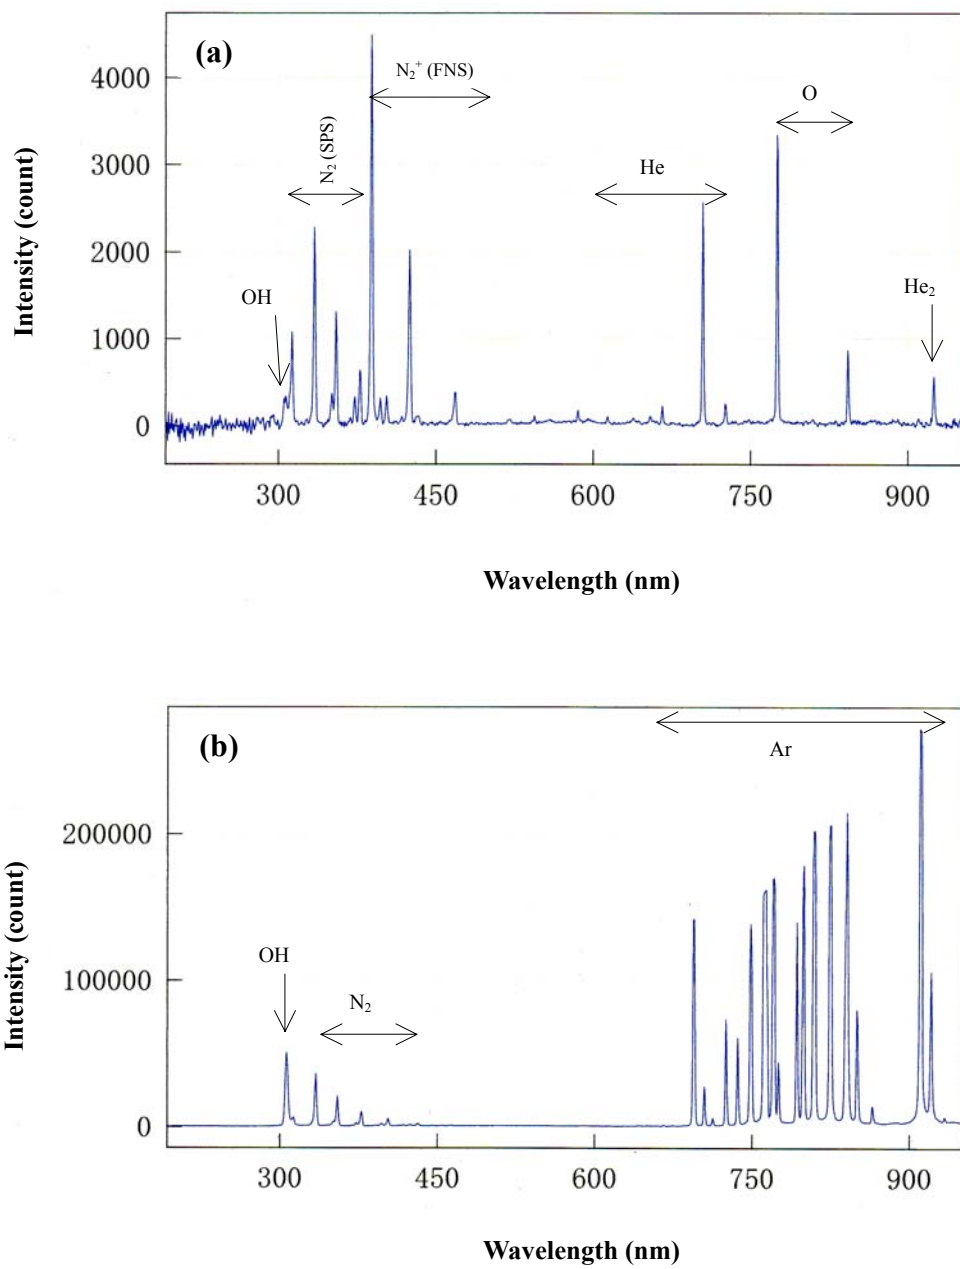 (a)
N₂⁺ (FNS)
O
N₂ (SPS)
He
OH
He₂
4000
3000
2000
1000
0
Intensity (count)
300 450 600 750 900
Wavelength (nm)
(b)
Ar
OH
N₂
200000
100000
0
Intensity (count)
300 450 600 750 900
Wavelength (nm)